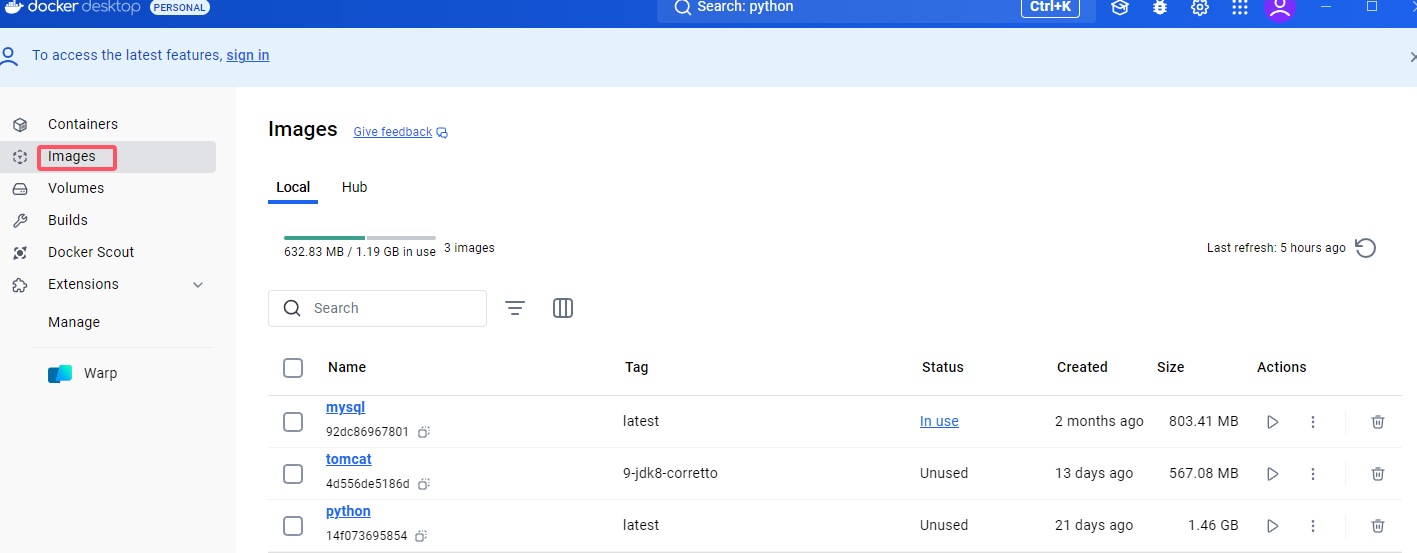 docker desktop PERSONAL Search: python Ctrl+K
To access the latest features, sign in
Containers
Images
Volumes
Builds
Docker Scout
Extensions
Manage
Warp
Images Give feedback
Local Hub
632.83 MB / 1.19 GB in use 3 images Last refresh: 5 hours ago
Search
Name Tag Status Created Size Actions
mysql
92dc86967801
latest In use 2 months ago 803.41 MB
tomcat
4d556de5186d
9-jdk8-corretto Unused 13 days ago 567.08 MB
python
14f073695854
latest Unused 21 days ago 1.46 GB